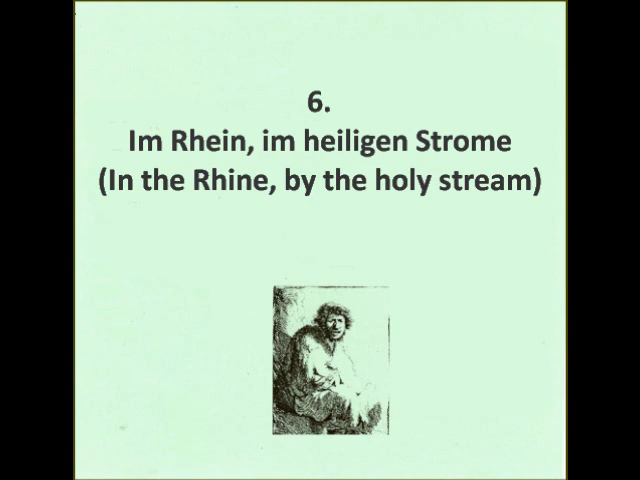 6.
Im Rhein, im heiligen Strome
(In the Rhine, by the holy stream)